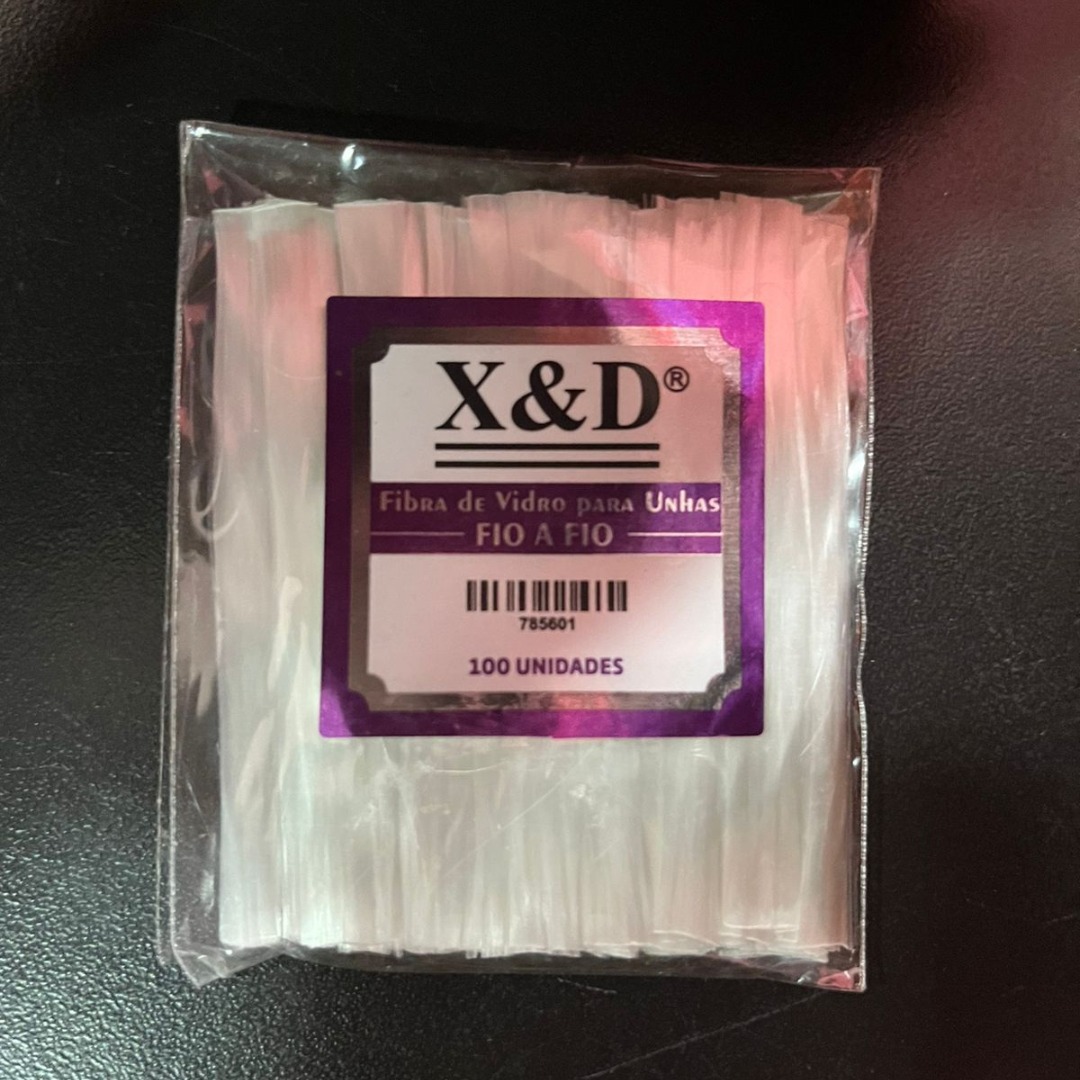 X&D®
Fibra de Vidro para Unhas
FIO A FIO
785601
100 UNIDADES